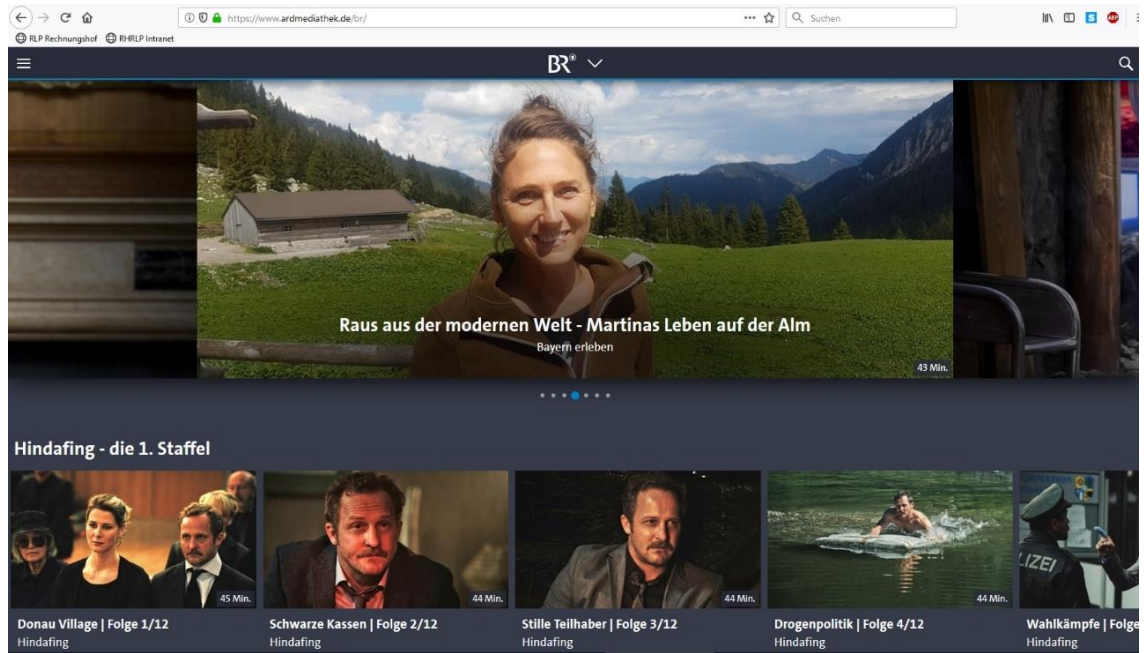 https://www.ardmediathek.de/br/
Suchen
S
ABP
RLP Rechnungshof
RHRLP Intranet
BR
Raus aus der modernen Welt - Martinas Leben auf der Alm
Bayern erleben
43 Min.
Hindafing - die 1. Staffel
45 Min.
44 Min.
44 Min.
44 Min.
LIZEI
Donau Village | Folge 1/12
Schwarze Kassen | Folge 2/12
Stille Teilhaber | Folge 3/12
Drogenpolitik | Folge 4/12
Wahlkämpfe | Folge
Hindafing
Hindafing
Hindafing
Hindafing
Hindafing